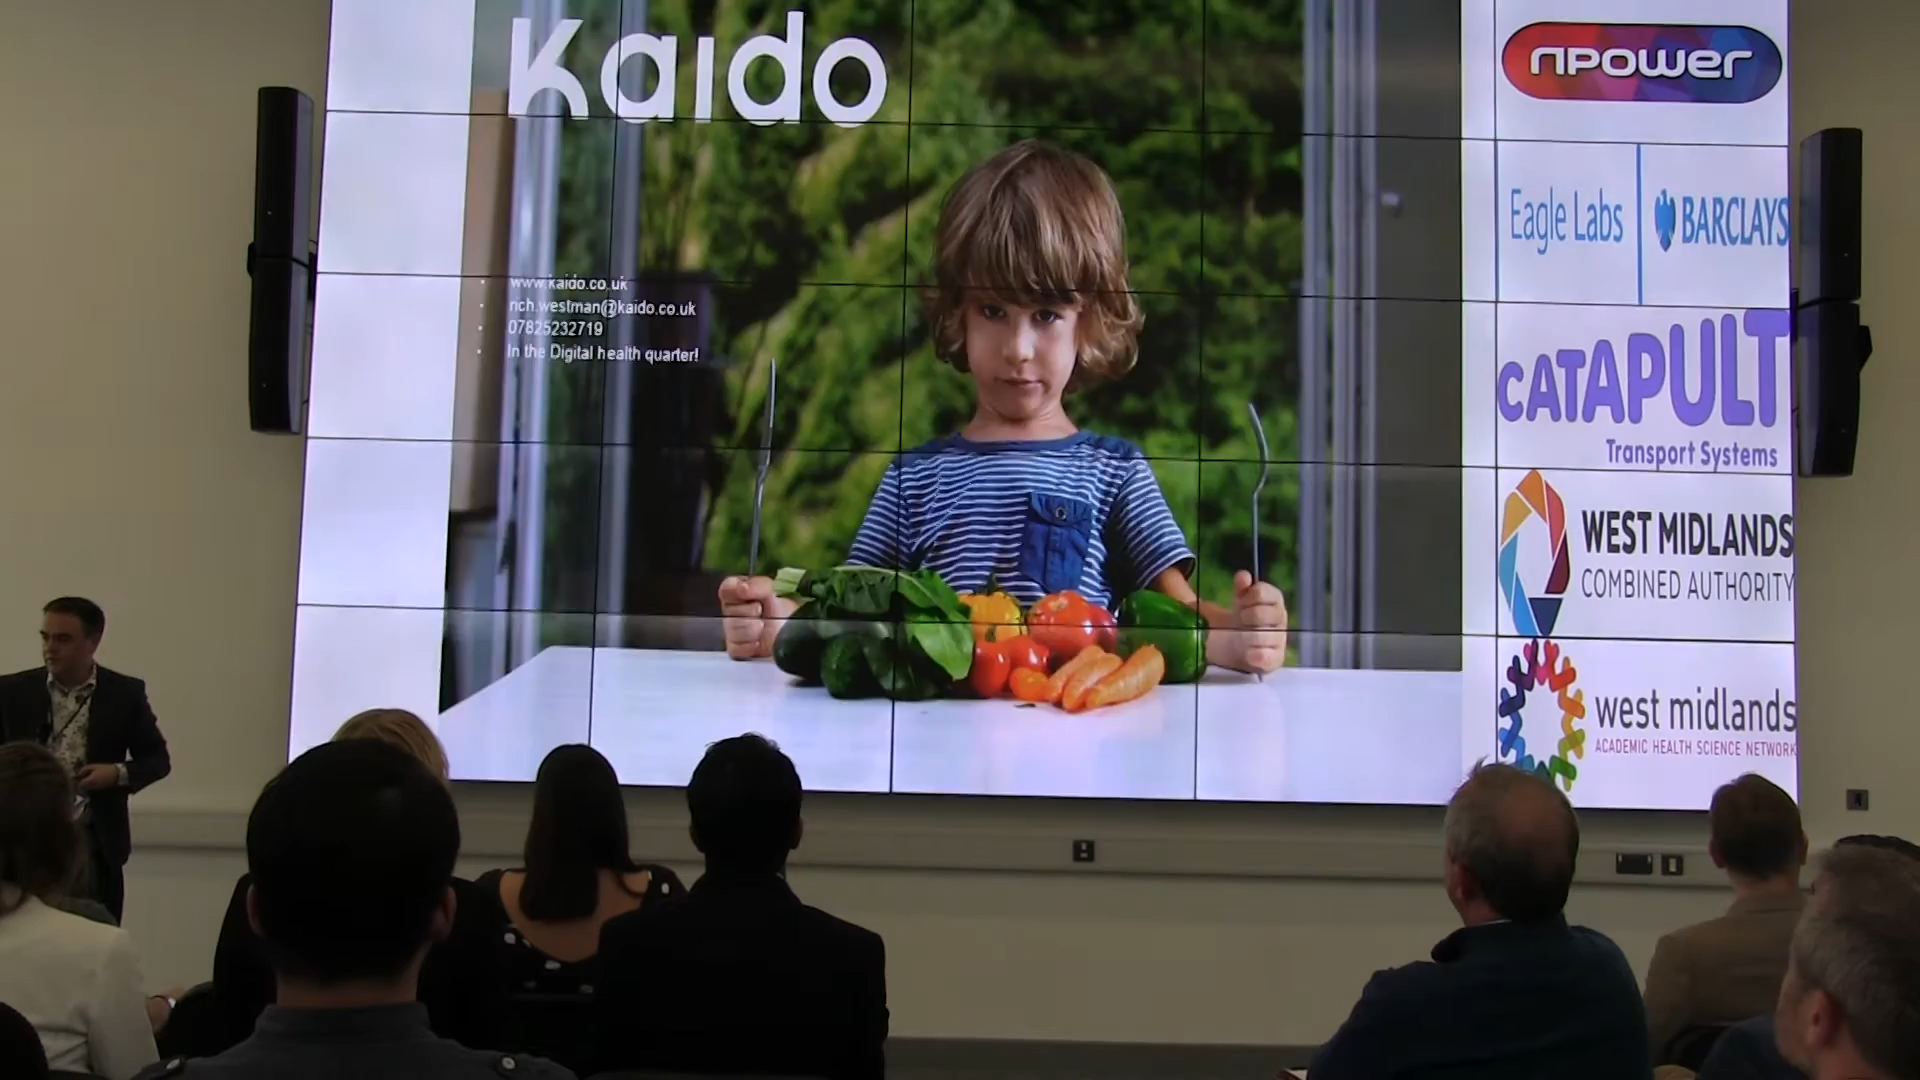 Kaido
www.kaido.co.uk
rich.westman@kaido.co.uk
07825232719
In the Digital health quarter!
npower
Eagle Labs
BARCLAYS
CATAPULT
Transport Systems
WEST MIDLANDS
COMBINED AUTHORITY
west midlands
ACADEMIC HEALTH SCIENCE NETWORK